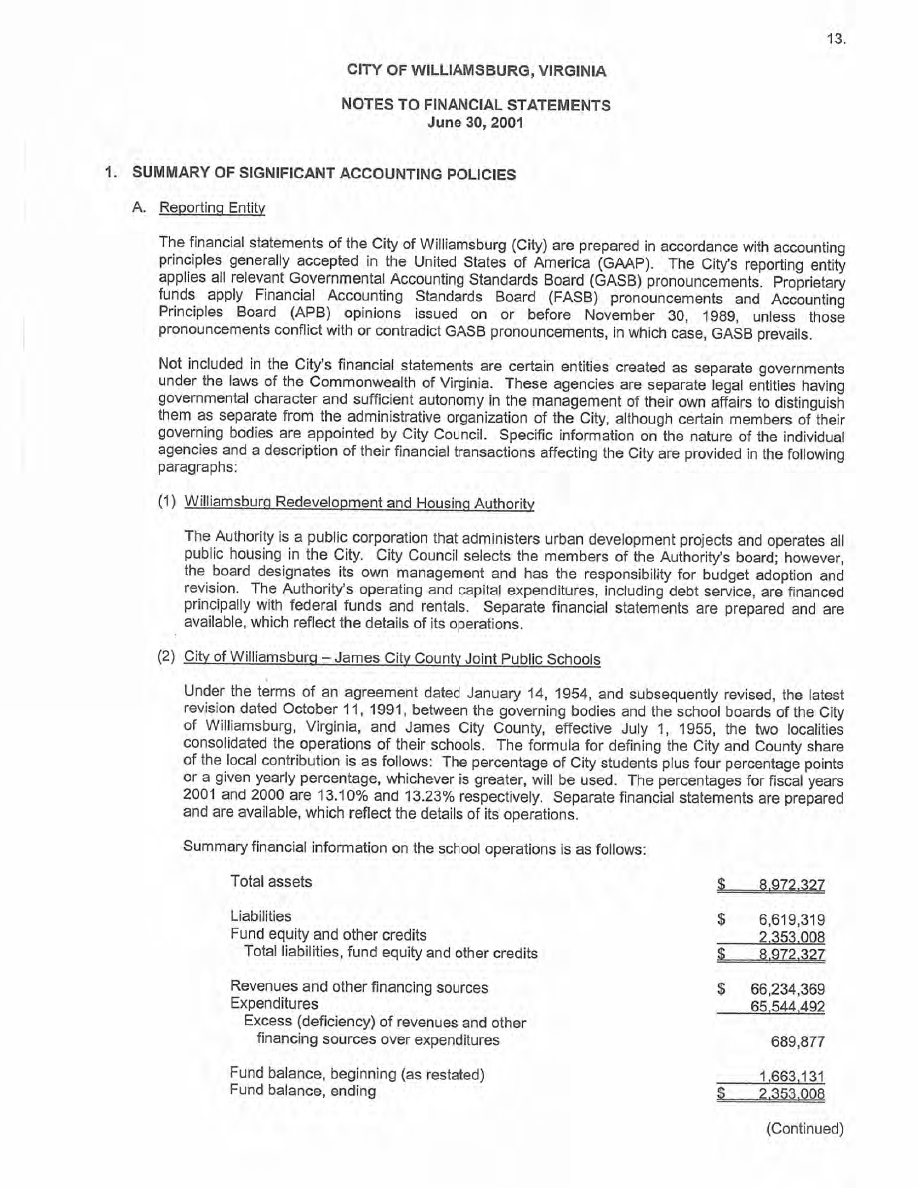 13.
CITY OF WILLIAMSBURG, VIRGINIA
NOTES TO FINANCIAL STATEMENTS
June 30, 2001
1. SUMMARY OF SIGNIFICANT ACCOUNTING POLICIES
A. Reporting Entity
The financial statements of the City of Williamsburg (City) are prepared in accordance with accounting
principles generally accepted in the United States of America (GAAP). The City's reporting entity
applies all relevant Governmental Accounting Standards Board (GASB) pronouncements. Proprietary
funds apply Financial Accounting Standards Board (FASB) pronouncements and Accounting
Principles Board (APB) opinions issued on or before November 30, 1989, unless those
pronouncements conflict with or contradict GASB pronouncements, in which case, GASB prevails.
Not included in the City's financial statements are certain entities created as separate governments
under the laws of the Commonwealth of Virginia. These agencies are separate legal entities having
governmental character and sufficient autonomy in the management of their own affairs to distinguish
them as separate from the administrative organization of the City, although certain members of their
governing bodies are appointed by City Council. Specific information on the nature of the individual
agencies and a description of their financial transactions affecting the City are provided in the following
paragraphs:
(1) Williamsburg Redevelopment and Housing Authority
The Authority is a public corporation that administers urban development projects and operates all
public housing in the City. City Council selects the members of the Authority's board; however,
the board designates its own management and has the responsibility for budget adoption and
revision. The Authority's operating and capital expenditures, including debt service, are financed
principally with federal funds and rentals. Separate financial statements are prepared and are
available, which reflect the details of its operations.
(2) City of Williamsburg – James City County Joint Public Schools
Under the terms of an agreement dated January 14, 1954, and subsequently revised, the latest
revision dated October 11, 1991, between the governing bodies and the school boards of the City
of Williamsburg, Virginia, and James City County, effective July 1, 1955, the two localities
consolidated the operations of their schools. The formula for defining the City and County share
of the local contribution is as follows: The percentage of City students plus four percentage points
or a given yearly percentage, whichever is greater, will be used. The percentages for fiscal years
2001 and 2000 are 13.10% and 13.23% respectively. Separate financial statements are prepared
and are available, which reflect the details of its operations.
Summary financial information on the school operations is as follows:
Total assets $ 8,972,327
Liabilities $ 6,619,319
Fund equity and other credits 2,353,008
Total liabilities, fund equity and other credits $ 8,972,327
Revenues and other financing sources $ 66,234,369
Expenditures 65,544,492
Excess (deficiency) of revenues and other
financing sources over expenditures 689,877
Fund balance, beginning (as restated) 1,663,131
Fund balance, ending $ 2,353,008
(Continued)